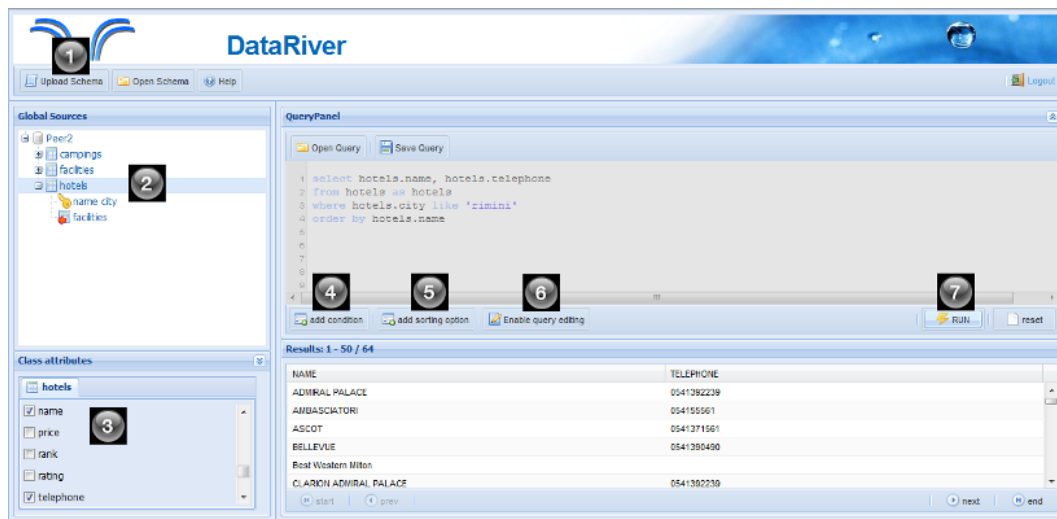 1
DataRiver
Upload Schema Open Schema Help Logout
Global Sources
Peer2
campings
facilities
hotels
2
name city
facilities
Class attributes
hotels
name
price
3
rank
rating
telephone
QueryPanel
Open Query Save Query
1 select hotels.name, hotels.telephone
2 from hotels as hotels
3 where hotels.city like 'rimini'
4 order by hotels.name
5
6
7
8
9
4 5 6 7
add condition add sorting option Enable query editing RUN reset
Results: 1 - 50 / 64
NAME TELEPHONE
ADMIRAL PALACE 0541392239
AMBASCIATORI 054155561
ASCOT 0541371561
BELLEVUE 0541390490
Best Western Milton
CLARION ADMIRAL PALACE 0541392239
start prev next end